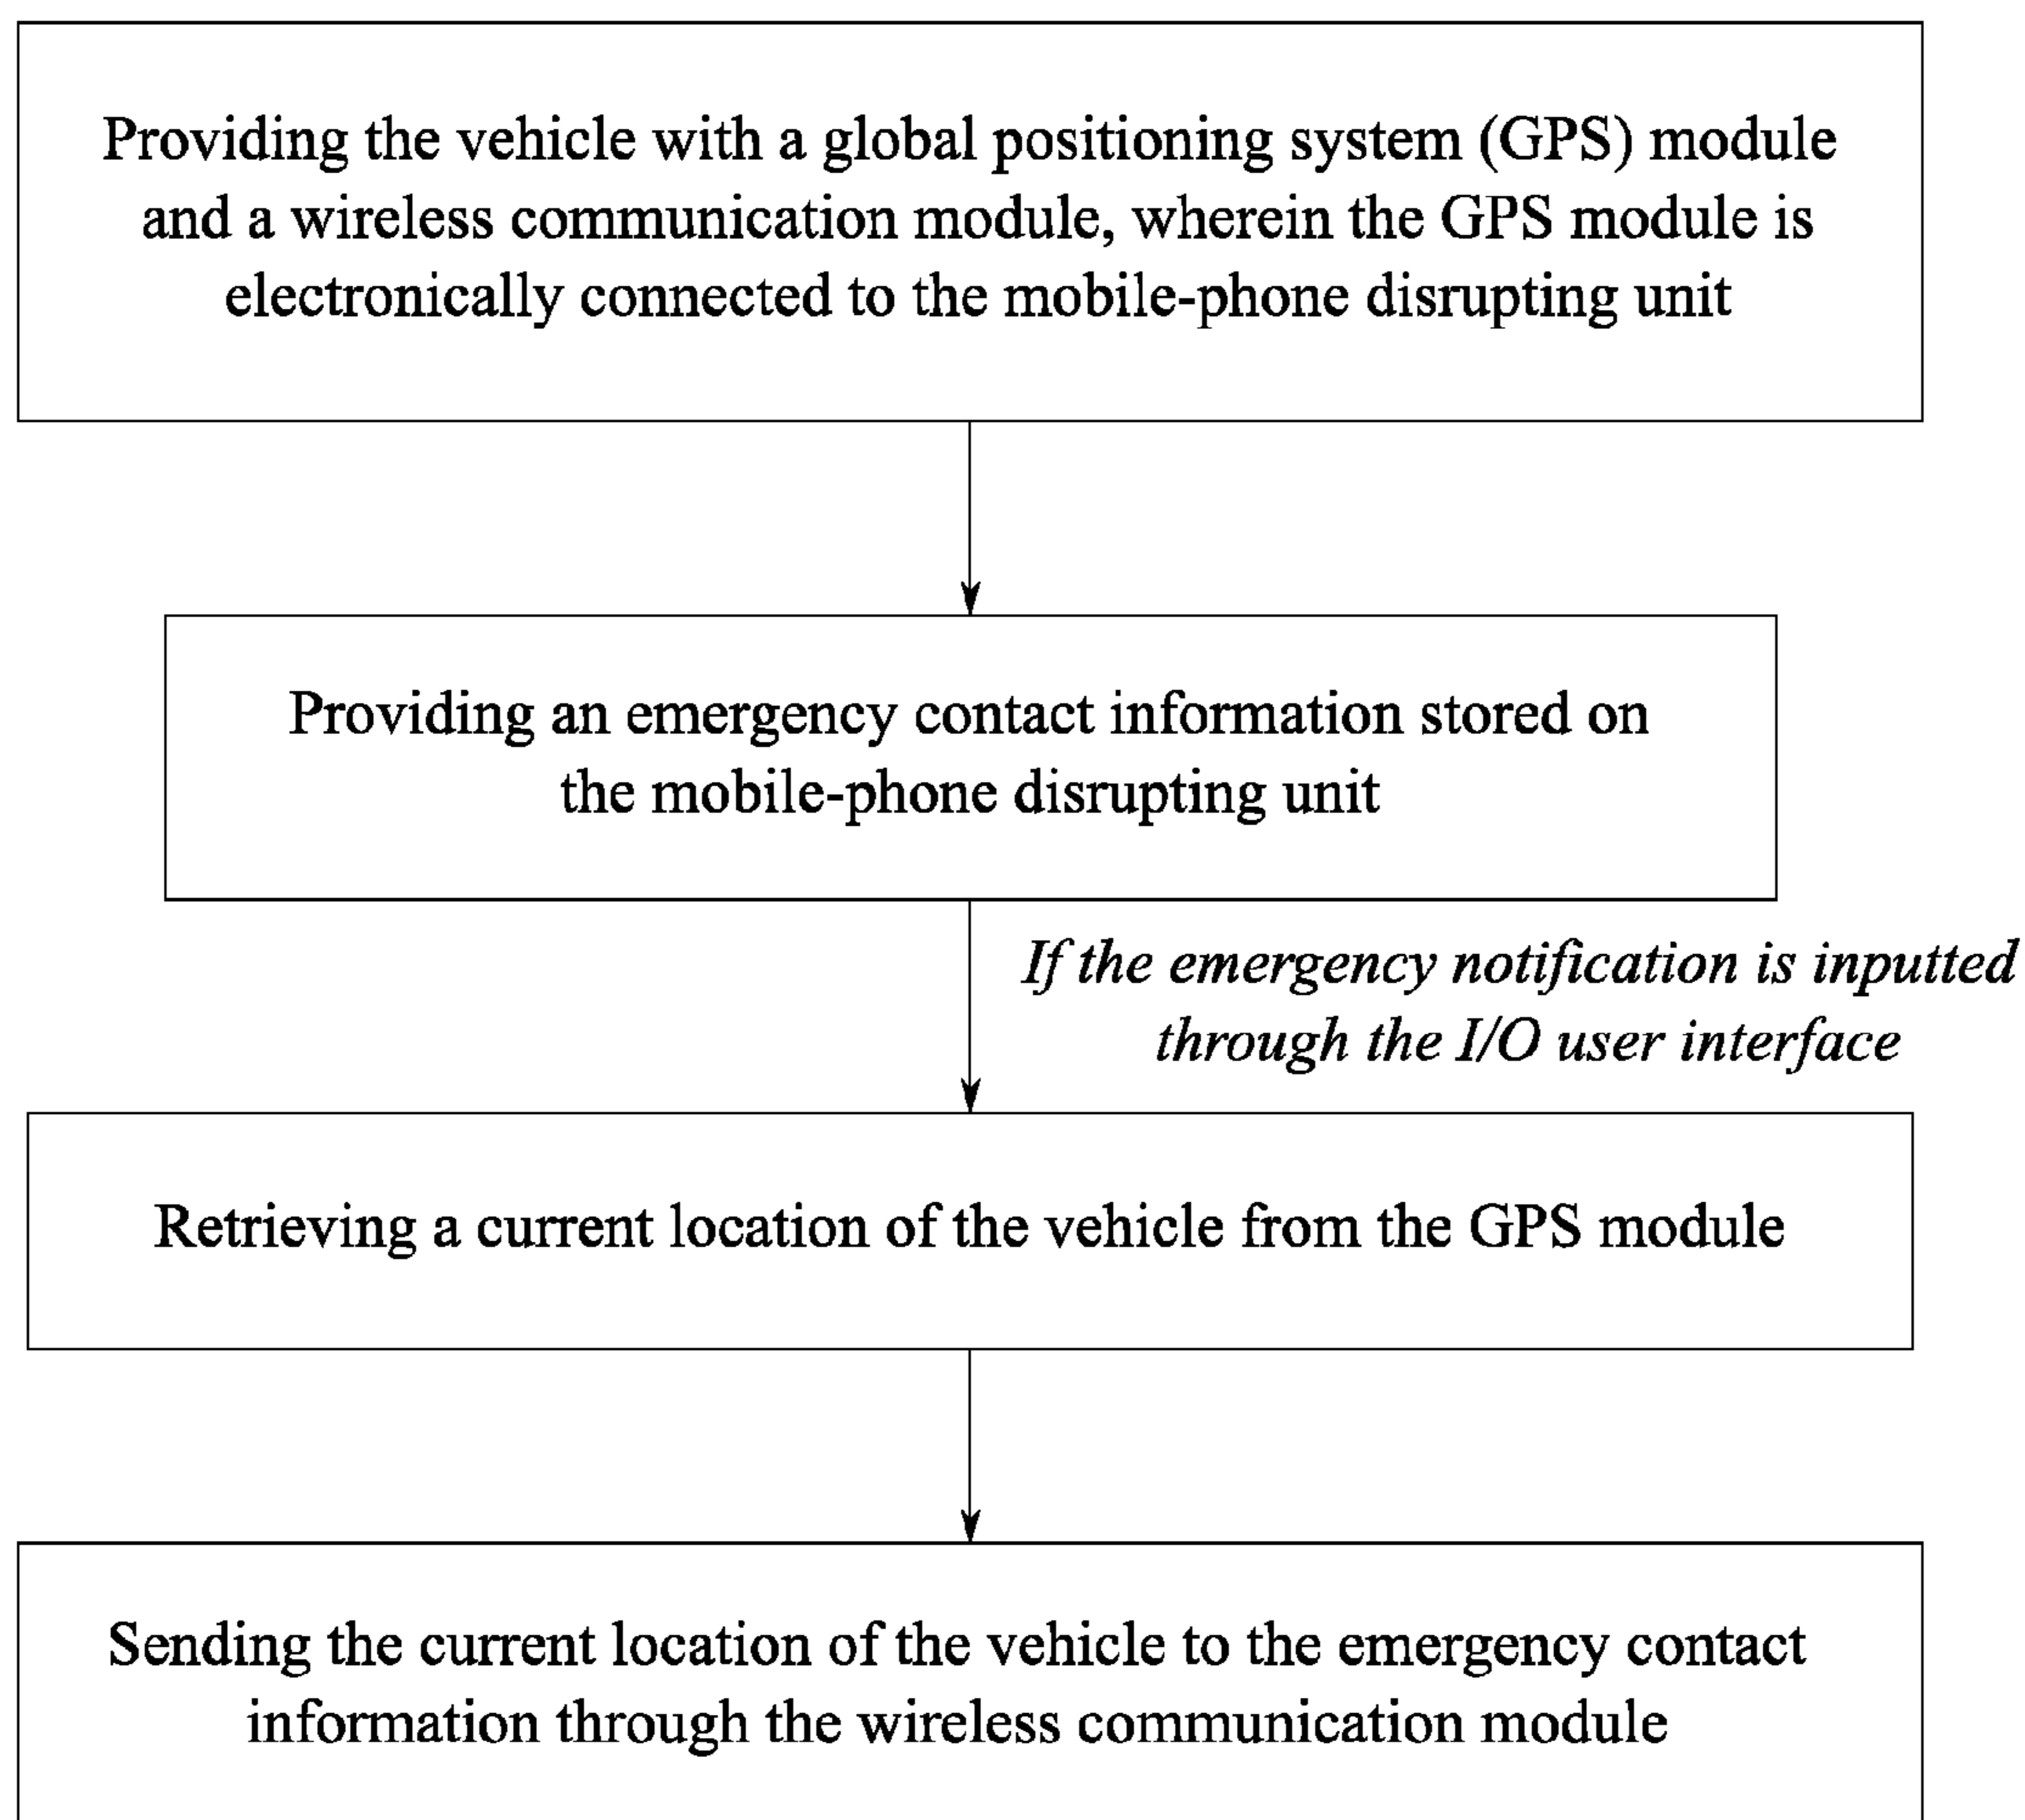 Providing the vehicle with a global positioning system (GPS) module
and a wireless communication module, wherein the GPS module is
electronically connected to the mobile-phone disrupting unit
Providing an emergency contact information stored on
the mobile-phone disrupting unit
If the emergency notification is inputted
through the I/O user interface
Retrieving a current location of the vehicle from the GPS module
Sending the current location of the vehicle to the emergency contact
information through the wireless communication module